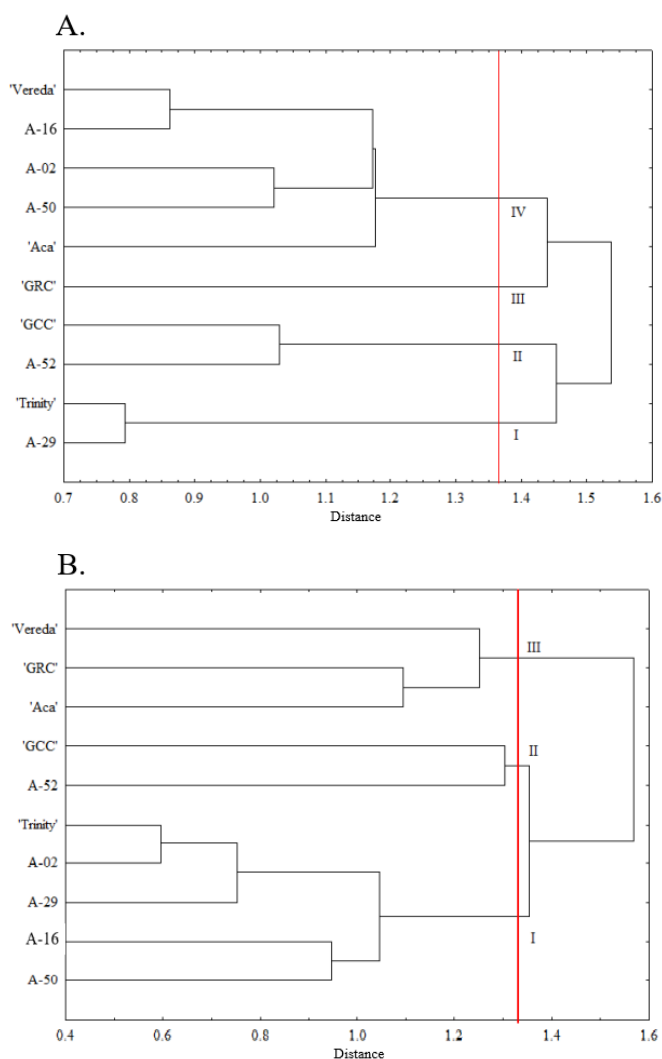 A.
'Vereda'
A-16
A-02
A-50
'Aca'
IV
'GRC'
III
'GCC'
II
A-52
'Trinity'
I
A-29
0.7 0.8 0.9 1.0 1.1 1.2 1.3 1.4 1.5 1.6
Distance
B.
'Vereda'
III
'GRC'
'Aca'
'GCC'
II
A-52
'Trinity'
A-02
A-29
A-16
I
A-50
0.4 0.6 0.8 1.0 1.2 1.4 1.6
Distance